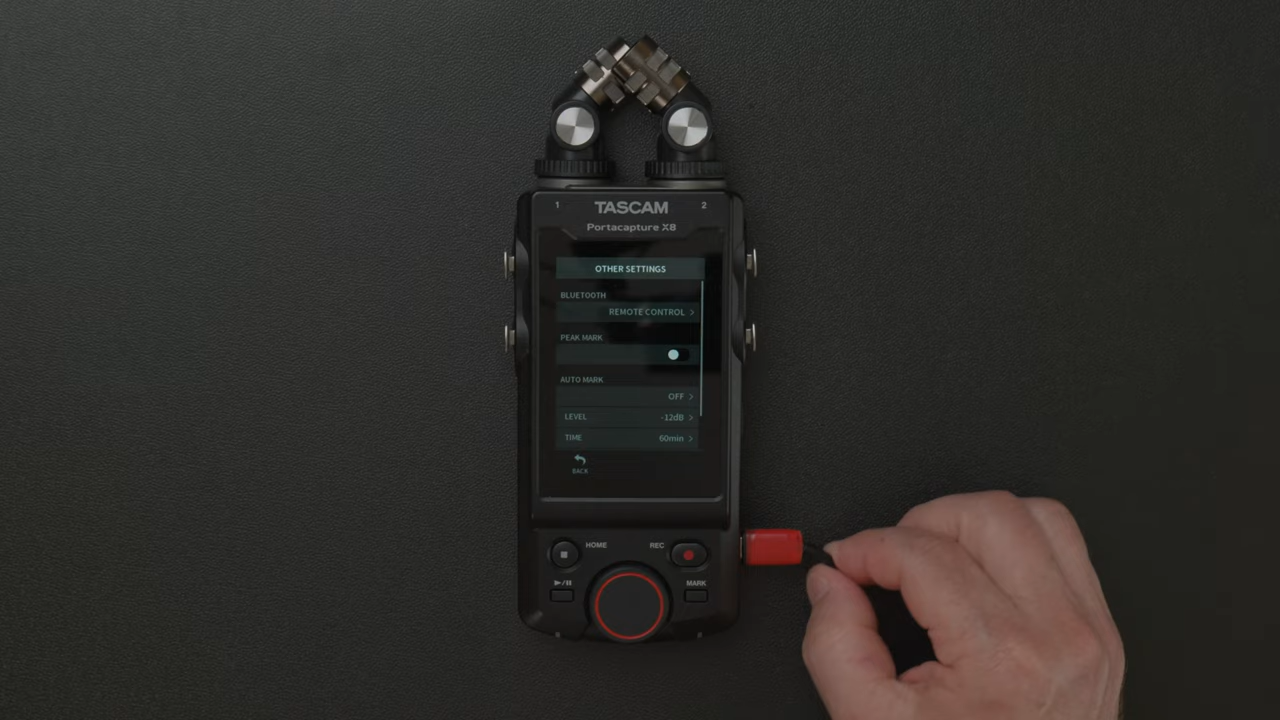 1 TASCAM 2
Portacapture X8
OTHER SETTINGS
BLUETOOTH
REMOTE CONTROL >
PEAK MARK
AUTO MARK
OFF >
LEVEL -12dB >
TIME 60min >
BACK
HOME REC
▶/II MARK